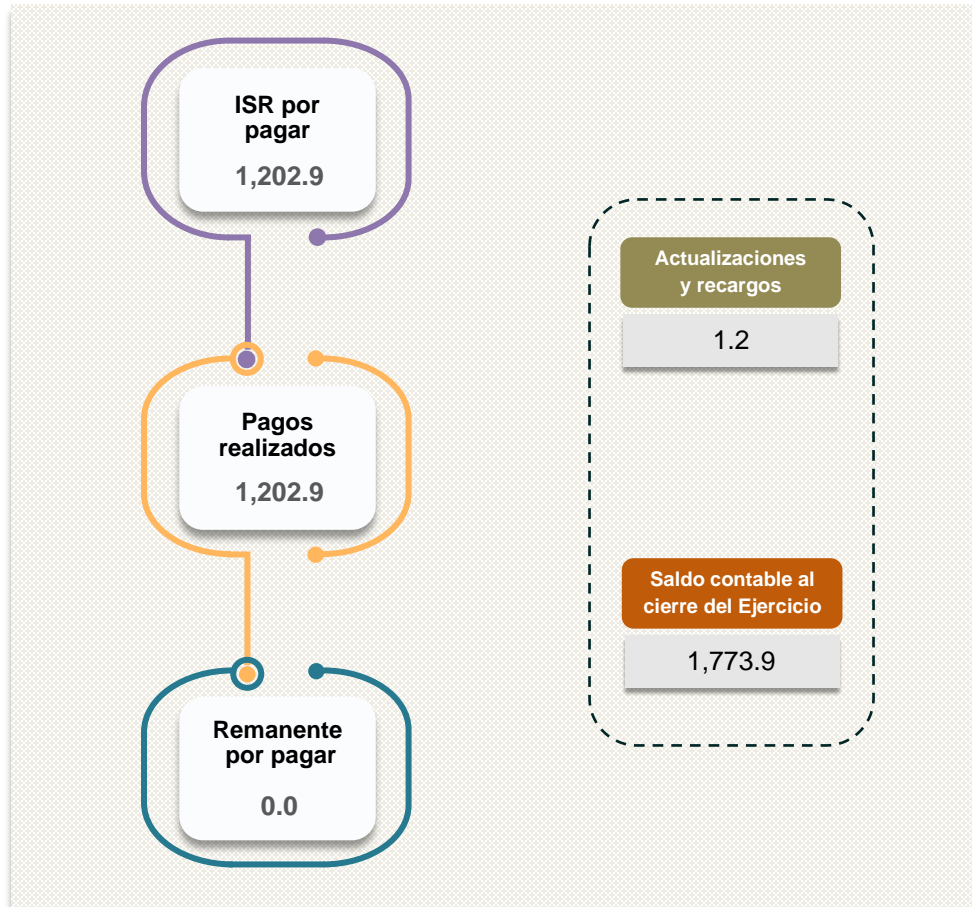 ISR por
pagar
1,202.9
Pagos
realizados
1,202.9
Remanente
por pagar
0.0
Actualizaciones
y recargos
1.2
Saldo contable al
cierre del Ejercicio
1,773.9